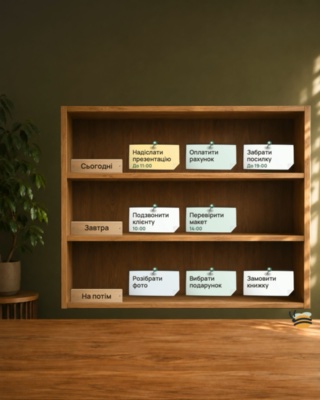 Сьогодні
Надіслати
презентацію
До 11:00
Оплатити
рахунок
Забрати
посилку
До 19:00
Завтра
Подзвонити
клієнту
10:00
Перевірити
макет
14:00
На потім
Розібрати
фото
Вибрати
подарунок
Замовити
книжку